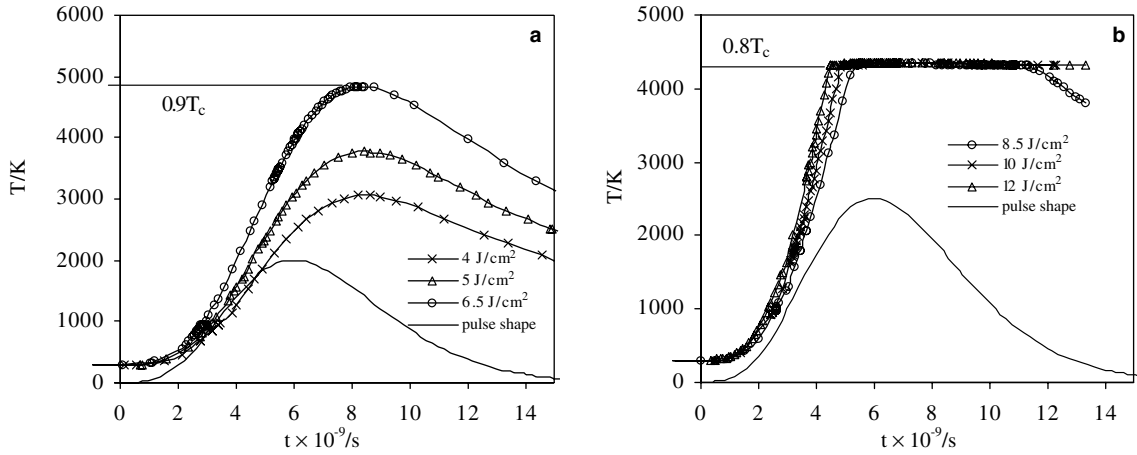 a
6000
5000
4000
3000
2000
1000
0
T/K
0.9Tc
4 J/cm²
5 J/cm²
6.5 J/cm²
pulse shape
0 2 4 6 8 10 12 14
t × 10⁻⁹/s
b
5000
4000
3000
2000
1000
0
T/K
0.8Tc
8.5 J/cm²
10 J/cm²
12 J/cm²
pulse shape
0 2 4 6 8 10 12 14
t × 10⁻⁹/s